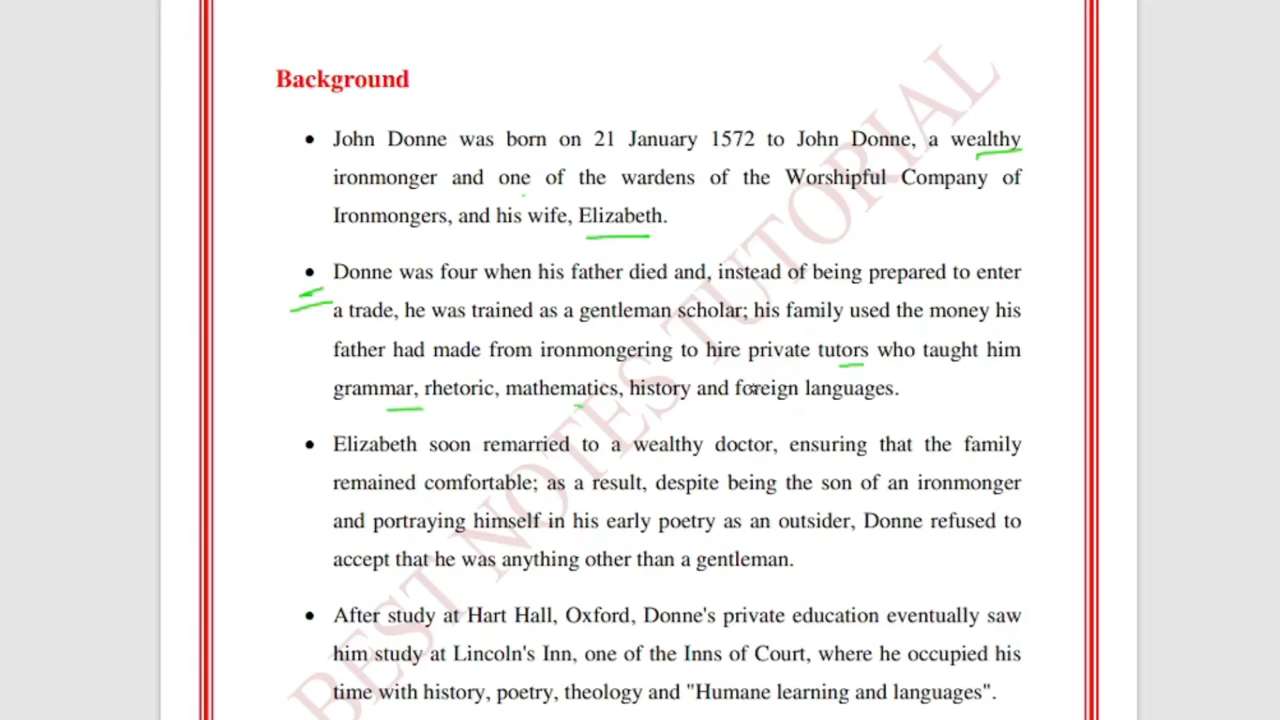 Background
• John Donne was born on 21 January 1572 to John Donne, a wealthy
ironmonger and one of the wardens of the Worshipful Company of
Ironmongers, and his wife, Elizabeth.
• Donne was four when his father died and, instead of being prepared to enter
a trade, he was trained as a gentleman scholar; his family used the money his
father had made from ironmongering to hire private tutors who taught him
grammar, rhetoric, mathematics, history and foreign languages.
• Elizabeth soon remarried to a wealthy doctor, ensuring that the family
remained comfortable; as a result, despite being the son of an ironmonger
and portraying himself in his early poetry as an outsider, Donne refused to
accept that he was anything other than a gentleman.
• After study at Hart Hall, Oxford, Donne's private education eventually saw
him study at Lincoln's Inn, one of the Inns of Court, where he occupied his
time with history, poetry, theology and "Humane learning and languages".
BEST NOTES TUTORIAL